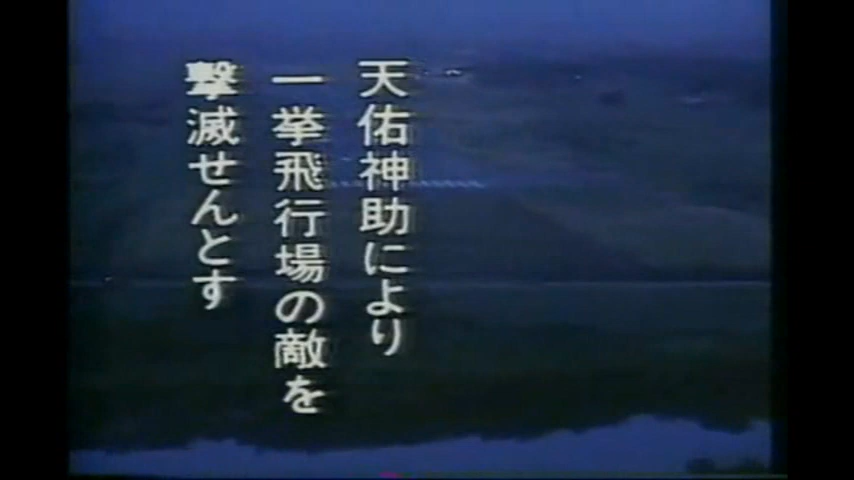 天佑神助により
一挙飛行場の敵を
撃滅せんとす